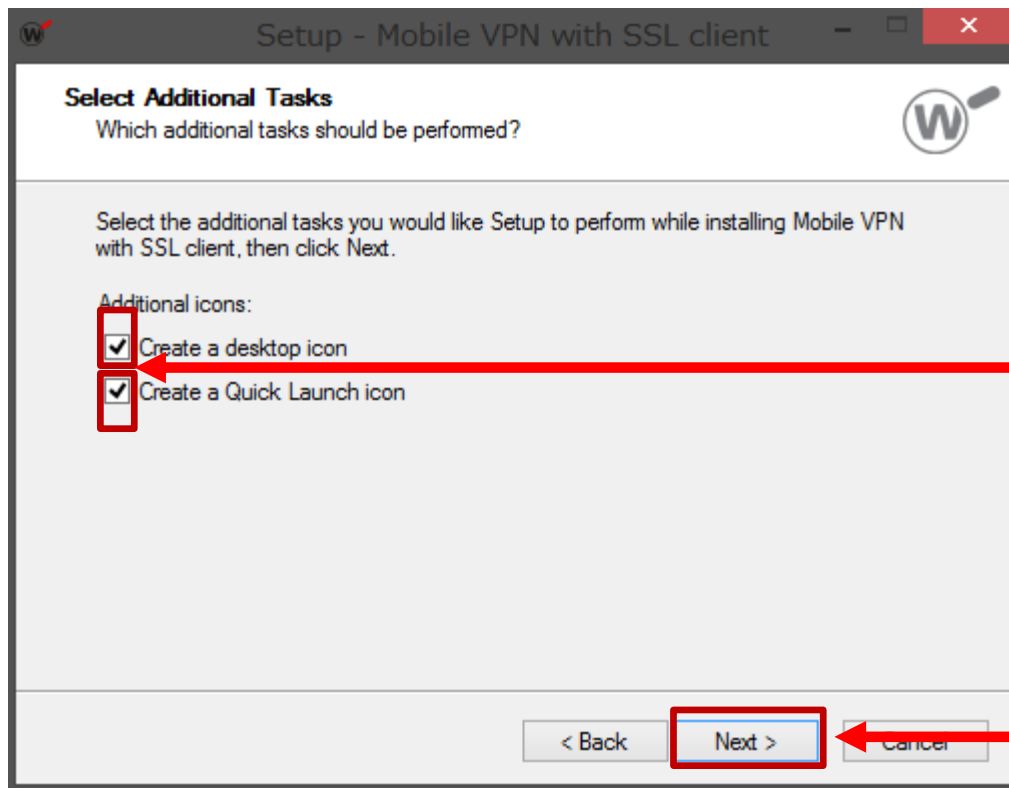 Setup - Mobile VPN with SSL client
Select Additional Tasks
Which additional tasks should be performed?
W
Select the additional tasks you would like Setup to perform while installing Mobile VPN
with SSL client, then click Next.
Additional icons:
Create a desktop icon
Create a Quick Launch icon
< Back
Next >
Cancel